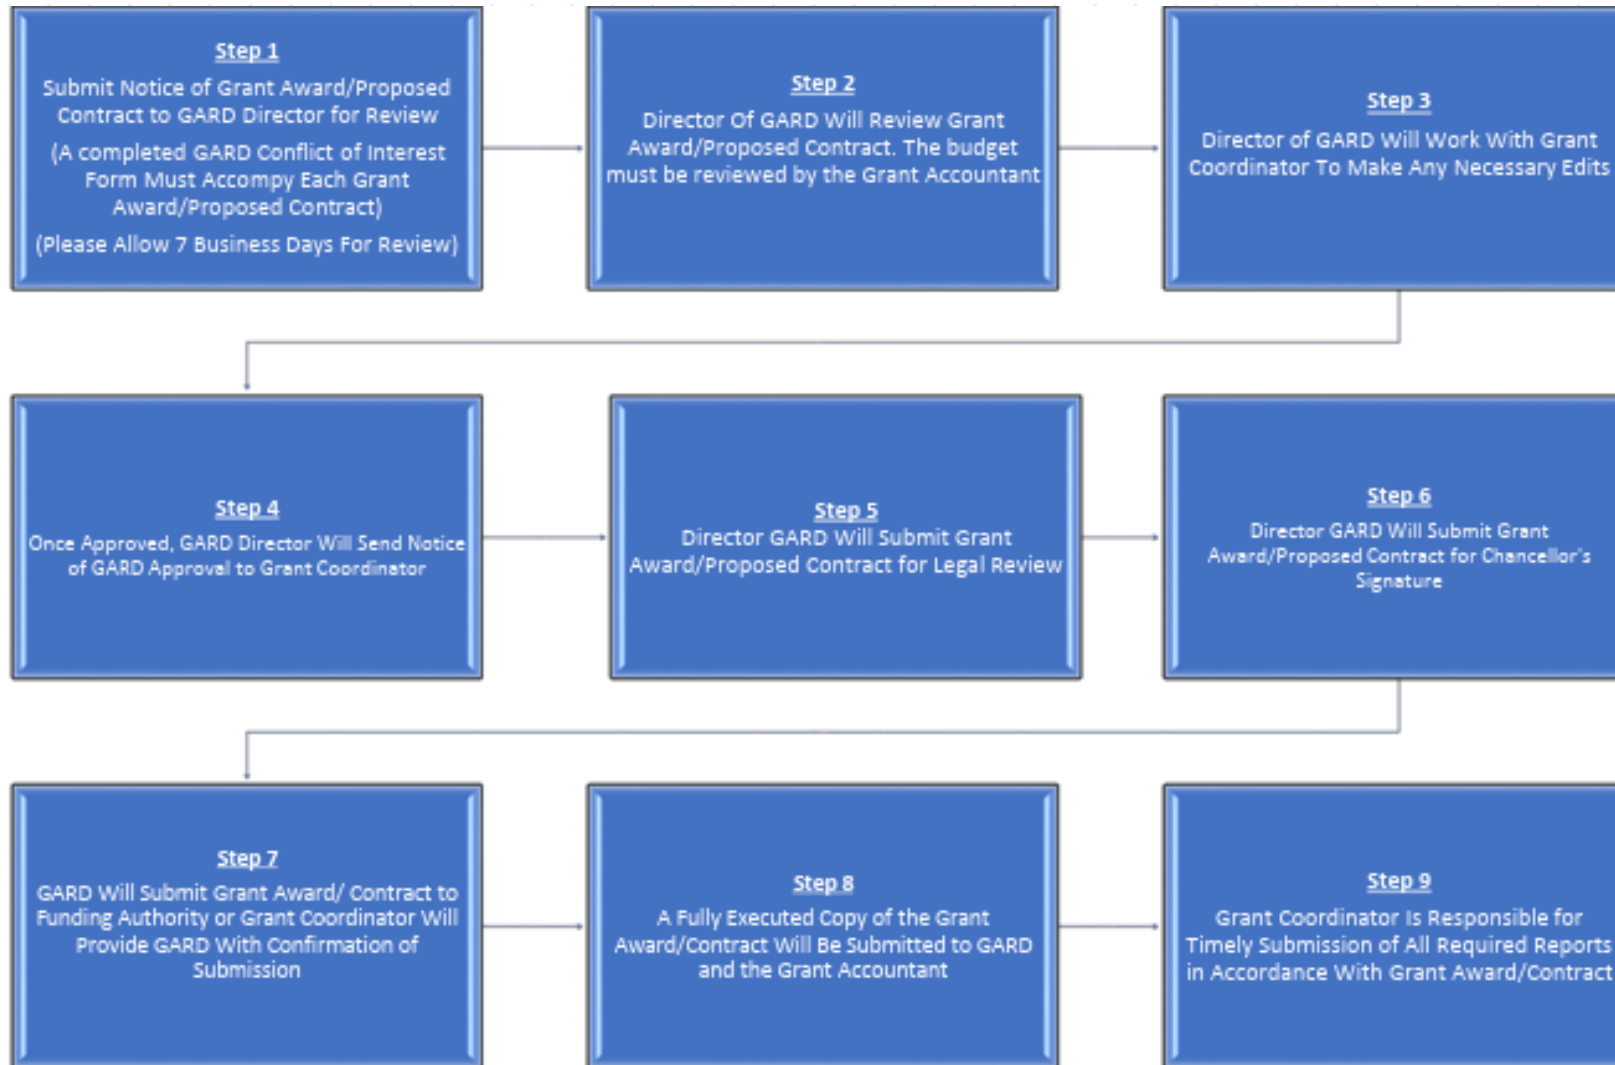 Step 1
Submit Notice of Grant Award/Proposed
Contract to GARD Director for Review
(A completed GARD Conflict of Interest
Form Must Accompy Each Grant
Award/Proposed Contract)
(Please Allow 7 Business Days For Review)
Step 2
Director Of GARD Will Review Grant
Award/Proposed Contract. The budget
must be reviewed by the Grant Accountant
Step 3
Director of GARD Will Work With Grant
Coordinator To Make Any Necessary Edits
Step 4
Once Approved, GARD Director Will Send Notice
of GARD Approval to Grant Coordinator
Step 5
Director GARD Will Submit Grant
Award/Proposed Contract for Legal Review
Step 6
Director GARD Will Submit Grant
Award/Proposed Contract for Chancellor's
Signature
Step 7
GARD Will Submit Grant Award/ Contract to
Funding Authority or Grant Coordinator Will
Provide GARD With Confirmation of
Submission
Step 8
A Fully Executed Copy of the Grant
Award/Contract Will Be Submitted to GARD
and the Grant Accountant
Step 9
Grant Coordinator Is Responsible for
Timely Submission of All Required Reports
in Accordance With Grant Award/Contract